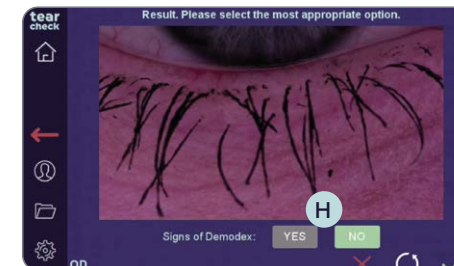 tear
check
Result. Please select the most appropriate option.
H
Signs of Demodex: YES NO
OD